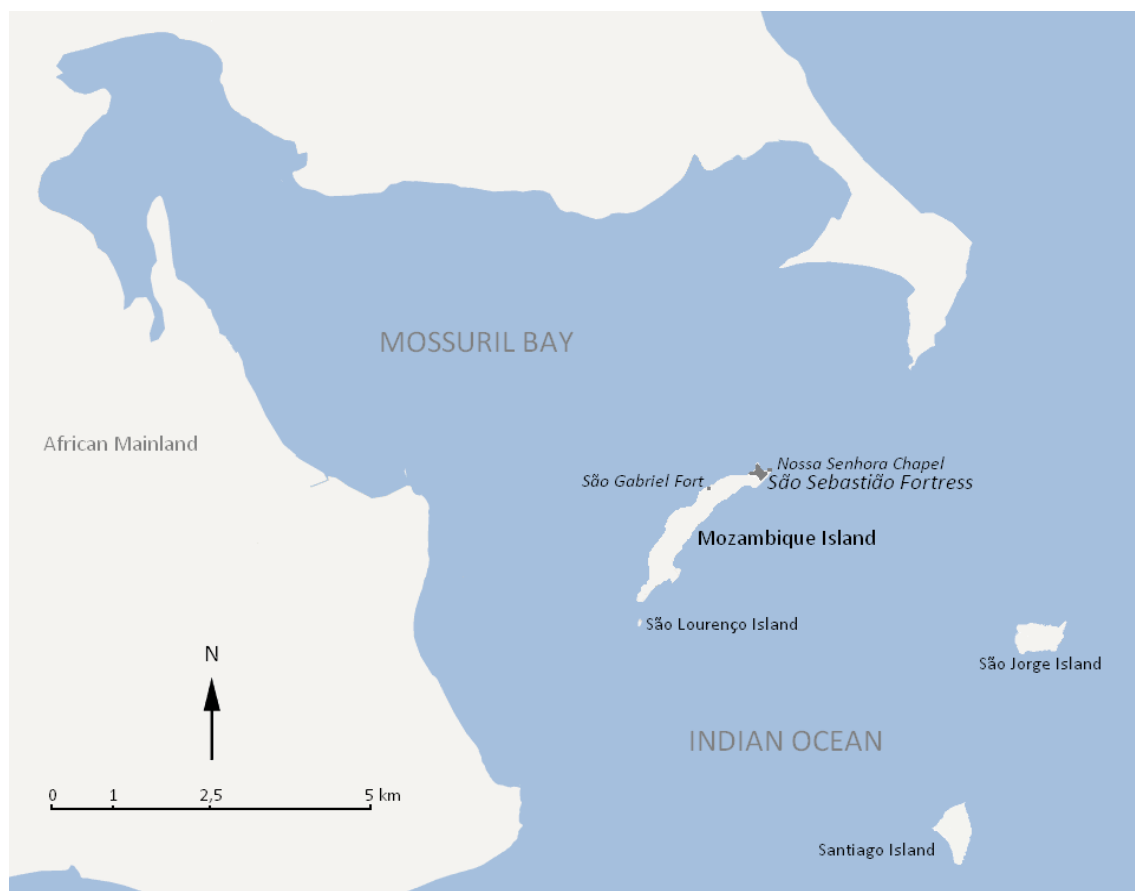 MOSSURIL BAY
African Mainland
Nossa Senhora Chapel
São Gabriel Fort
São Sebastião Fortress
Mozambique Island
São Lourenço Island
N
São Jorge Island
INDIAN OCEAN
0 1 2,5 5 km
Santiago Island